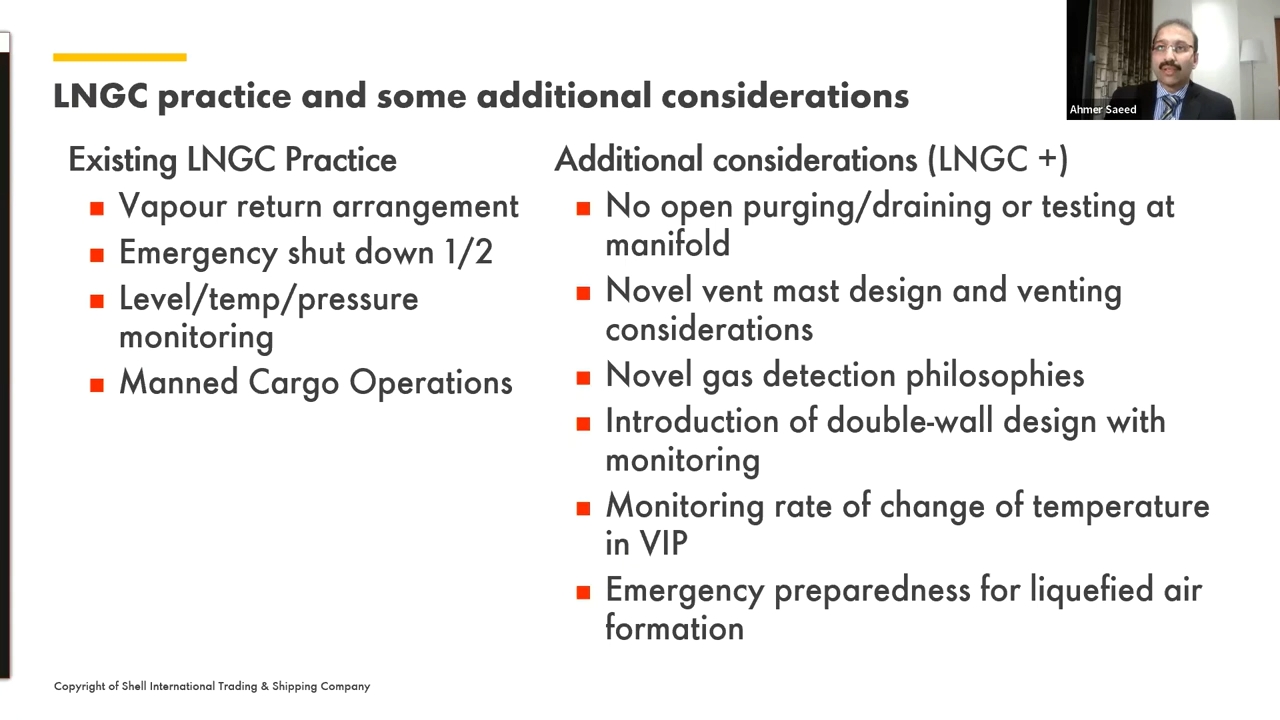 LNGC practice and some additional considerations
Ahmer Saeed
Existing LNGC Practice
Vapour return arrangement
Emergency shut down 1/2
Level/temp/pressure
monitoring
Manned Cargo Operations
Additional considerations (LNGC +)
No open purging/draining or testing at
manifold
Novel vent mast design and venting
considerations
Novel gas detection philosophies
Introduction of double-wall design with
monitoring
Monitoring rate of change of temperature
in VIP
Emergency preparedness for liquefied air
formation
Copyright of Shell International Trading & Shipping Company